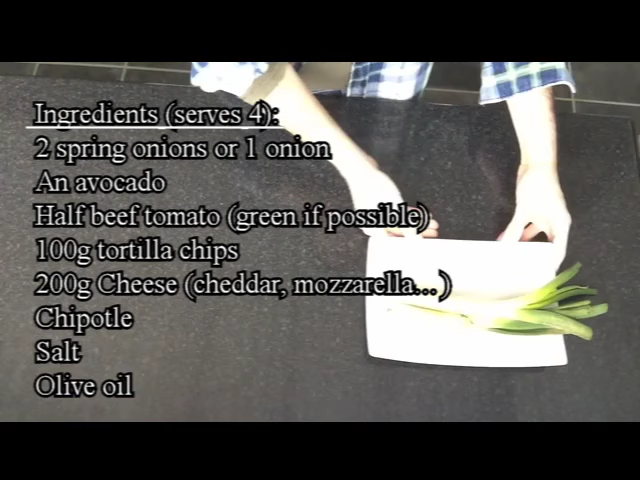 Ingredients (serves 4):
2 spring onions or 1 onion
An avocado
Half beef tomato (green if possible)
100g tortilla chips
200g Cheese (cheddar, mozzarella...)
Chipotle
Salt
Olive oil